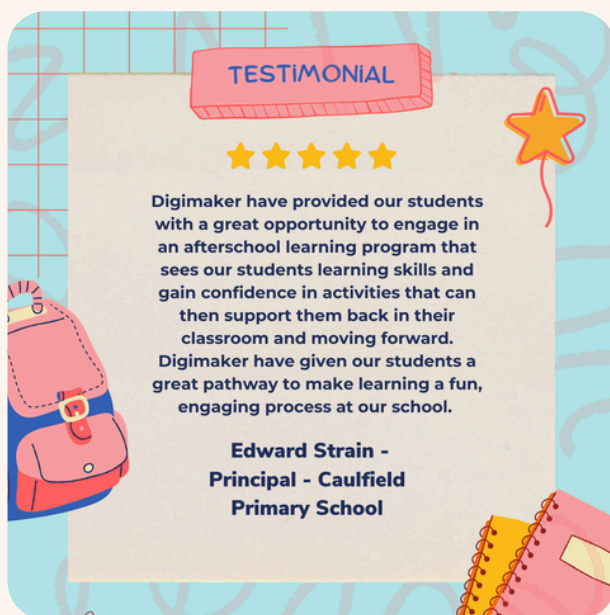 TESTiMONiAL
Digimaker have provided our students
with a great opportunity to engage in
an afterschool learning program that
sees our students learning skills and
gain confidence in activities that can
then support them back in their
classroom and moving forward.
Digimaker have given our students a
great pathway to make learning a fun,
engaging process at our school.
Edward Strain -
Principal - Caulfield
Primary School